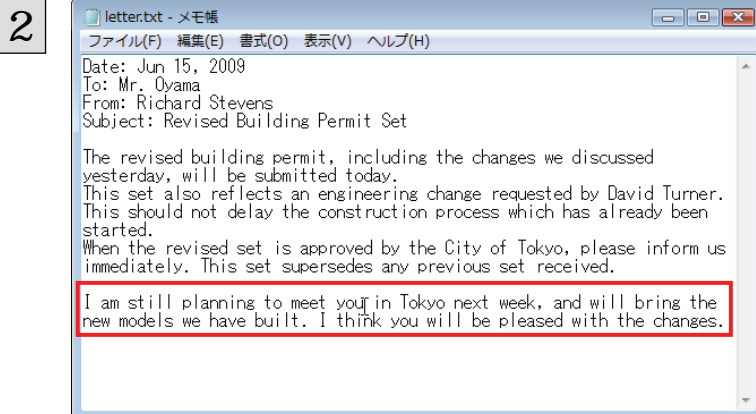 2
letter.txt - メモ帳
ファイル(F) 編集(E) 書式(O) 表示(V) ヘルプ(H)
Date: Jun 15, 2009
To: Mr. Oyama
From: Richard Stevens
Subject: Revised Building Permit Set
The revised building permit, including the changes we discussed
yesterday, will be submitted today.
This set also reflects an engineering change requested by David Turner.
This should not delay the construction process which has already been
started.
When the revised set is approved by the City of Tokyo, please inform us
immediately. This set supersedes any previous set received.
I am still planning to meet you in Tokyo next week, and will bring the
new models we have built. I think you will be pleased with the changes.